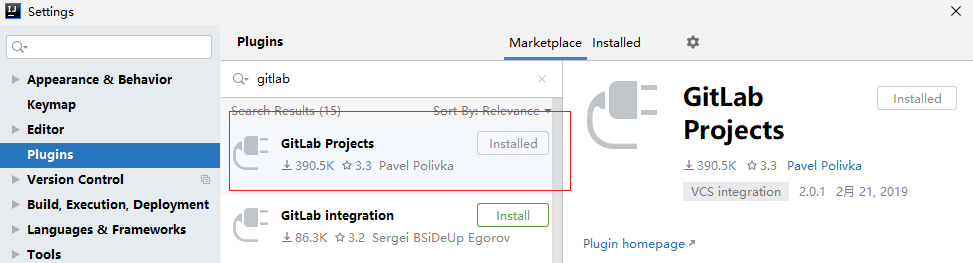 IJ
Settings
Appearance & Behavior
Keymap
Editor
Plugins
Version Control
Build, Execution, Deployment
Languages & Frameworks
Tools
Plugins
Marketplace Installed
gitlab
Search Results (15) Sort By: Relevance
GitLab Projects Installed
390.5K 3.3 Pavel Polivka
GitLab integration Install
86.3K 3.2 Sergei BSiDeUp Egorov
GitLab
Projects
Installed
390.5K 3.3 Pavel Polivka
VCS integration 2.0.1 2月 21, 2019
Plugin homepage